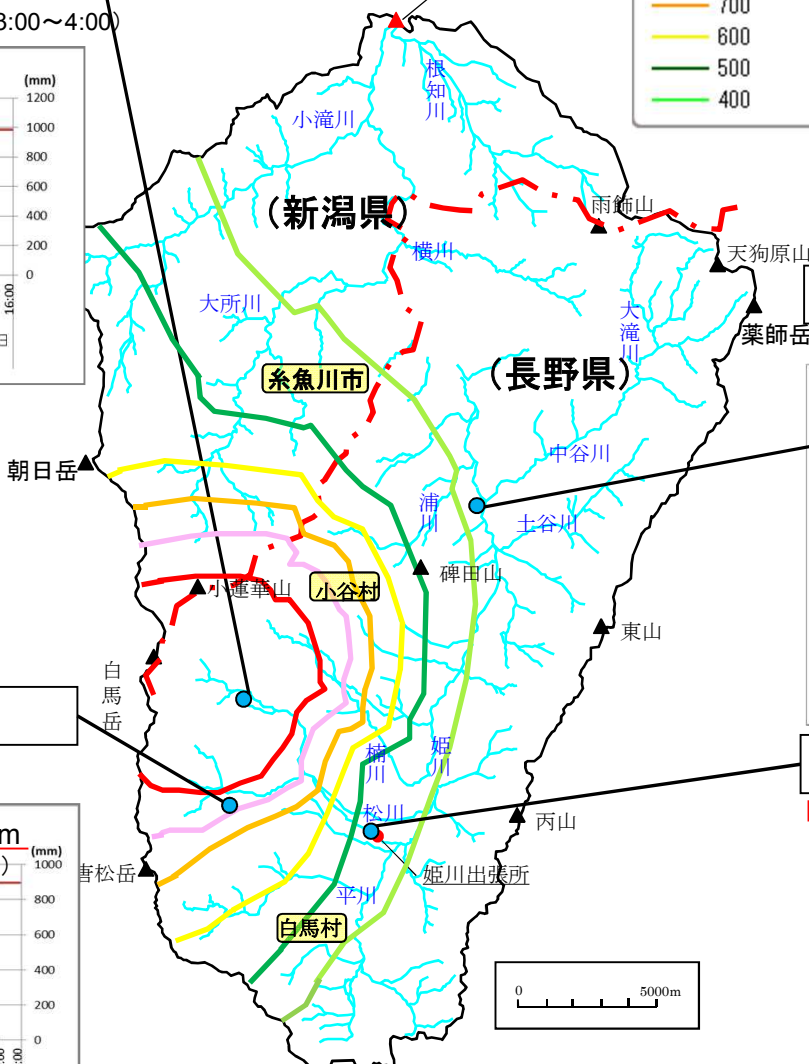 3:00～4:00)
700
600
500
400
(mm)
1200
1000
800
600
400
200
0
16:00
日
根知川
小滝川
（新潟県）
雨飾山
横川
天狗原山
大所川
大滝川
薬師岳
糸魚川市
（長野県）
朝日岳
中谷川
浦川
土谷川
碑田山
小蓮華山
小谷村
東山
白馬岳
楠川
姫川
松川
丙山
唐松岳
姫川出張所
平川
白馬村
m
)
(mm)
1000
800
600
400
200
0
0
5000m